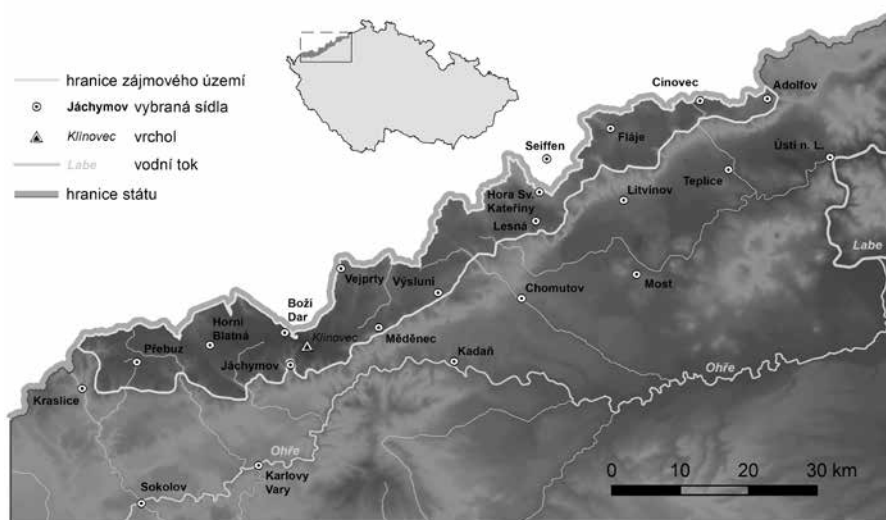 hranice zájmového území
Jáchymov vybraná sídla
Klínovec vrchol
Labe vodní tok
hranice státu
Cínovec
Adolfov
Fláje
Seiffen
Ústí n. L.
Teplice
Hora Sv.
Kateřiny
Litvínov
Lesná
Labe
Vejprty
Výsluní
Most
Chomutov
Boží
Dar
Horní
Blatná
Klínovec
Měděnec
Přebuz
Jáchymov
Kadaň
Ohře
Kraslice
Ohře
Karlovy
Vary
Sokolov
0 10 20 30 km